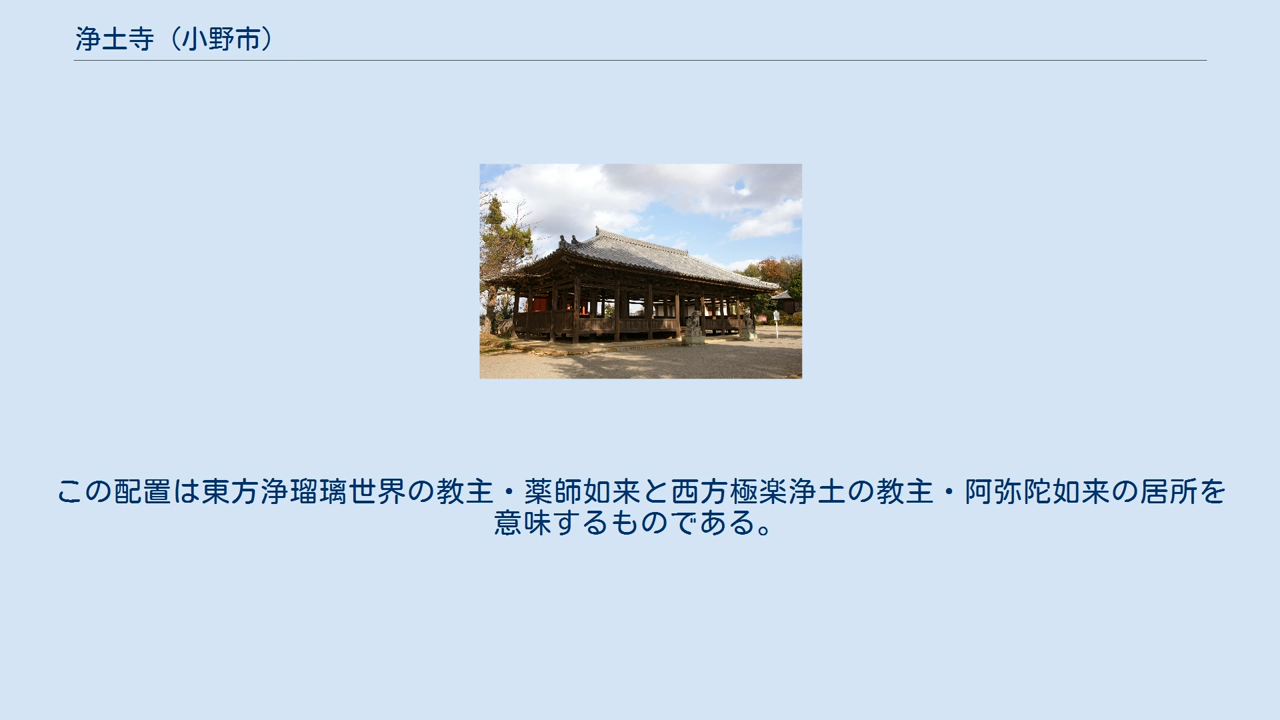 浄土寺（小野市）
この配置は東方浄瑠璃世界の教主・薬師如来と西方極楽浄土の教主・阿弥陀如来の居所を
意味するものである。